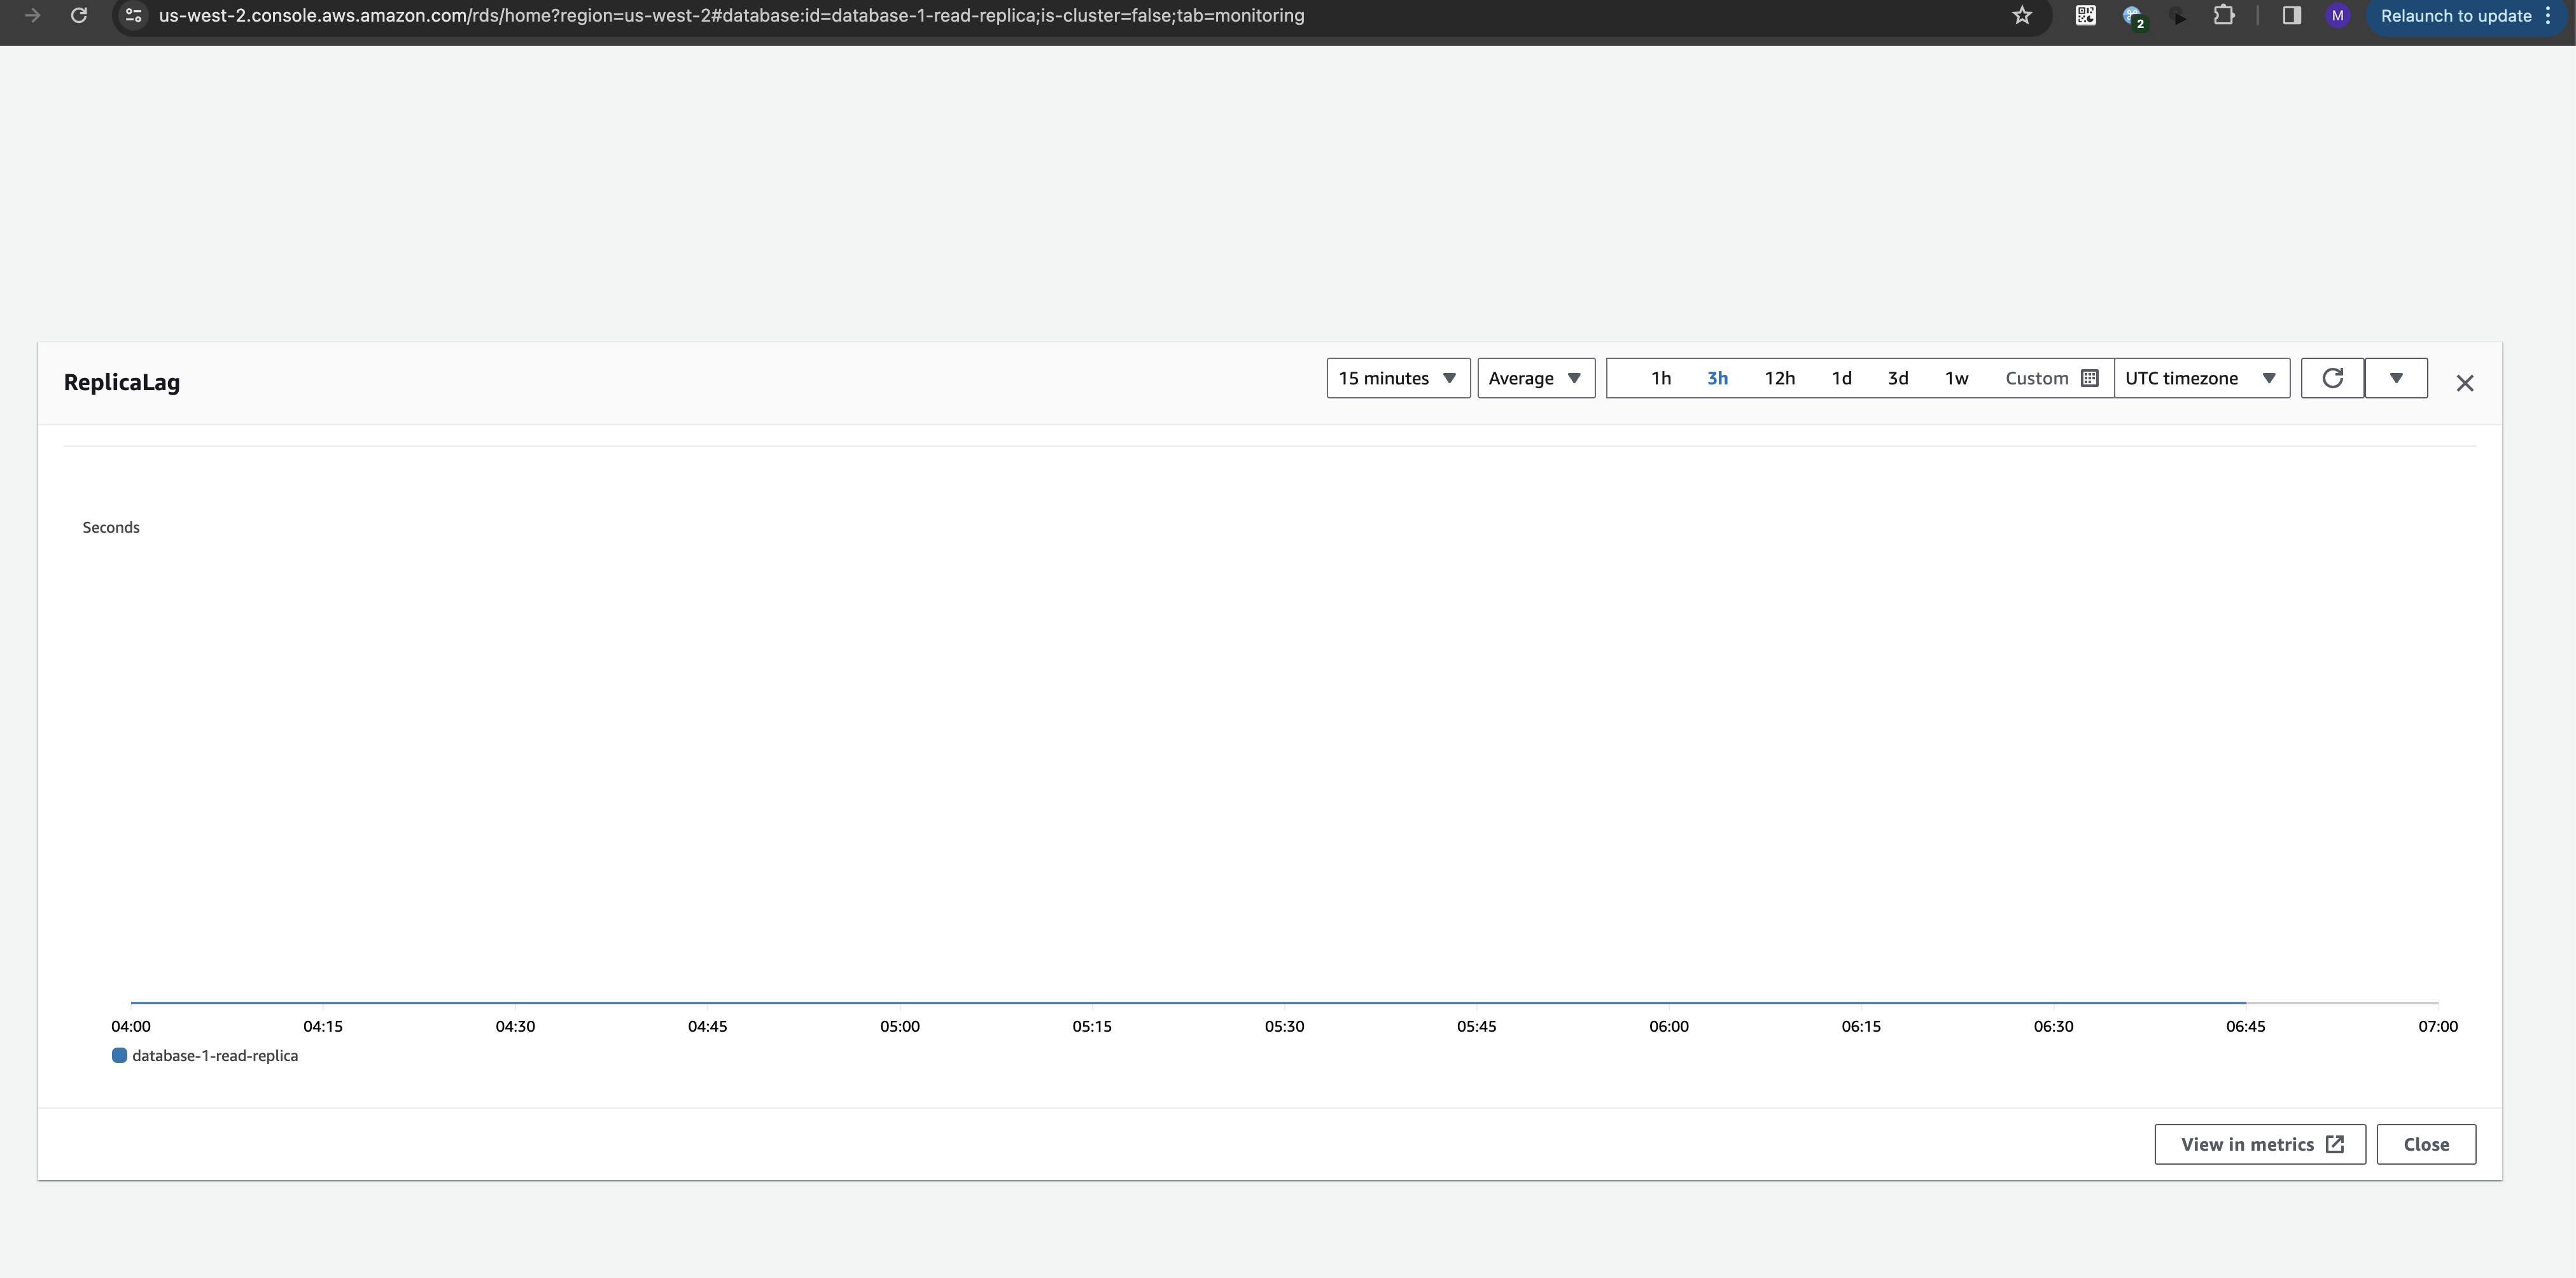 us-west-2.console.aws.amazon.com/rds/home?region=us-west-2#database:id=database-1-read-replica;is-cluster=false;tab=monitoring
2
M
Relaunch to update
ReplicaLag
15 minutes
Average
1h 3h 12h 1d 3d 1w Custom
UTC timezone
Seconds
04:00 04:15 04:30 04:45 05:00 05:15 05:30 05:45 06:00 06:15 06:30 06:45 07:00
database-1-read-replica
View in metrics
Close